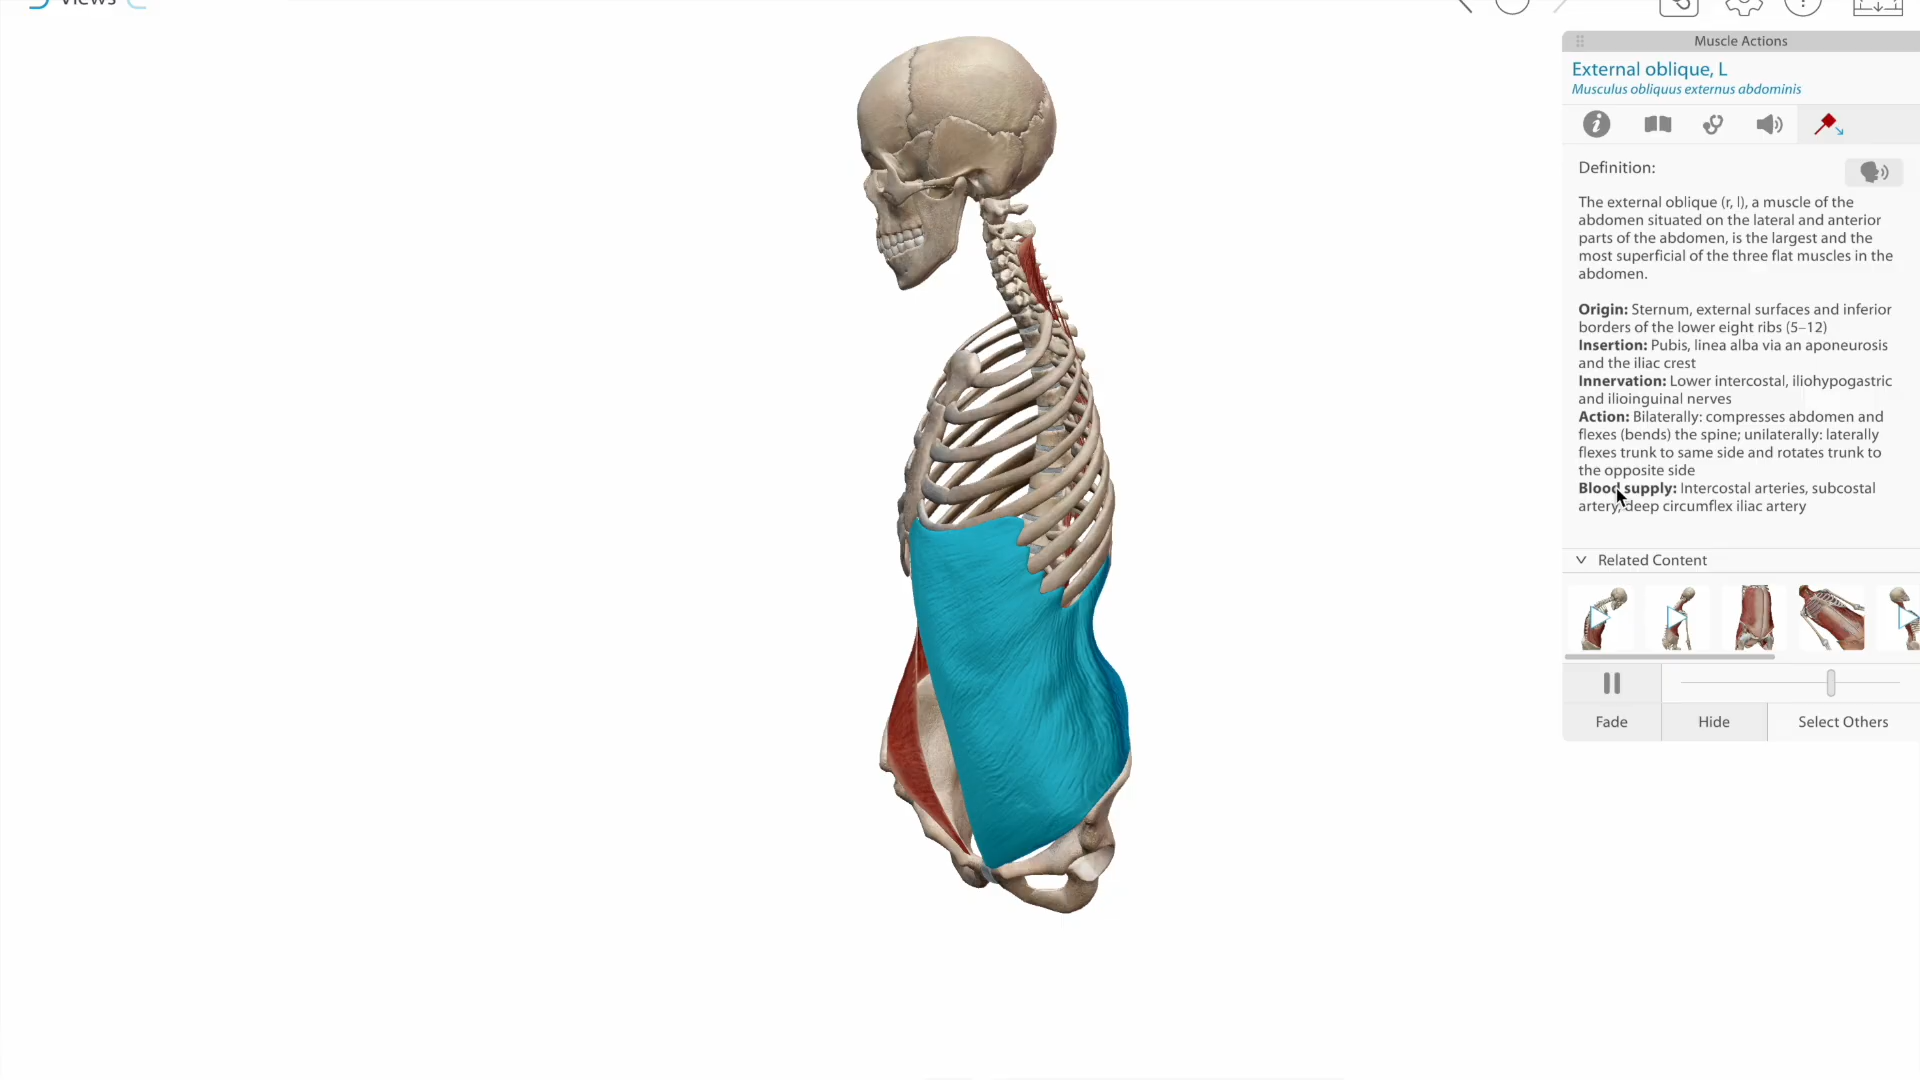 Views
Muscle Actions
External oblique, L
Musculus obliquus externus abdominis
Definition:
The external oblique (r, l), a muscle of the
abdomen situated on the lateral and anterior
parts of the abdomen, is the largest and the
most superficial of the three flat muscles in the
abdomen.
Origin: Sternum, external surfaces and inferior
borders of the lower eight ribs (5–12)
Insertion: Pubis, linea alba via an aponeurosis
and the iliac crest
Innervation: Lower intercostal, iliohypogastric
and ilioinguinal nerves
Action: Bilaterally: compresses abdomen and
flexes (bends) the spine; unilaterally: laterally
flexes trunk to same side and rotates trunk to
the opposite side
Blood supply: Intercostal arteries, subcostal
artery, deep circumflex iliac artery
Related Content
Fade
Hide
Select Others